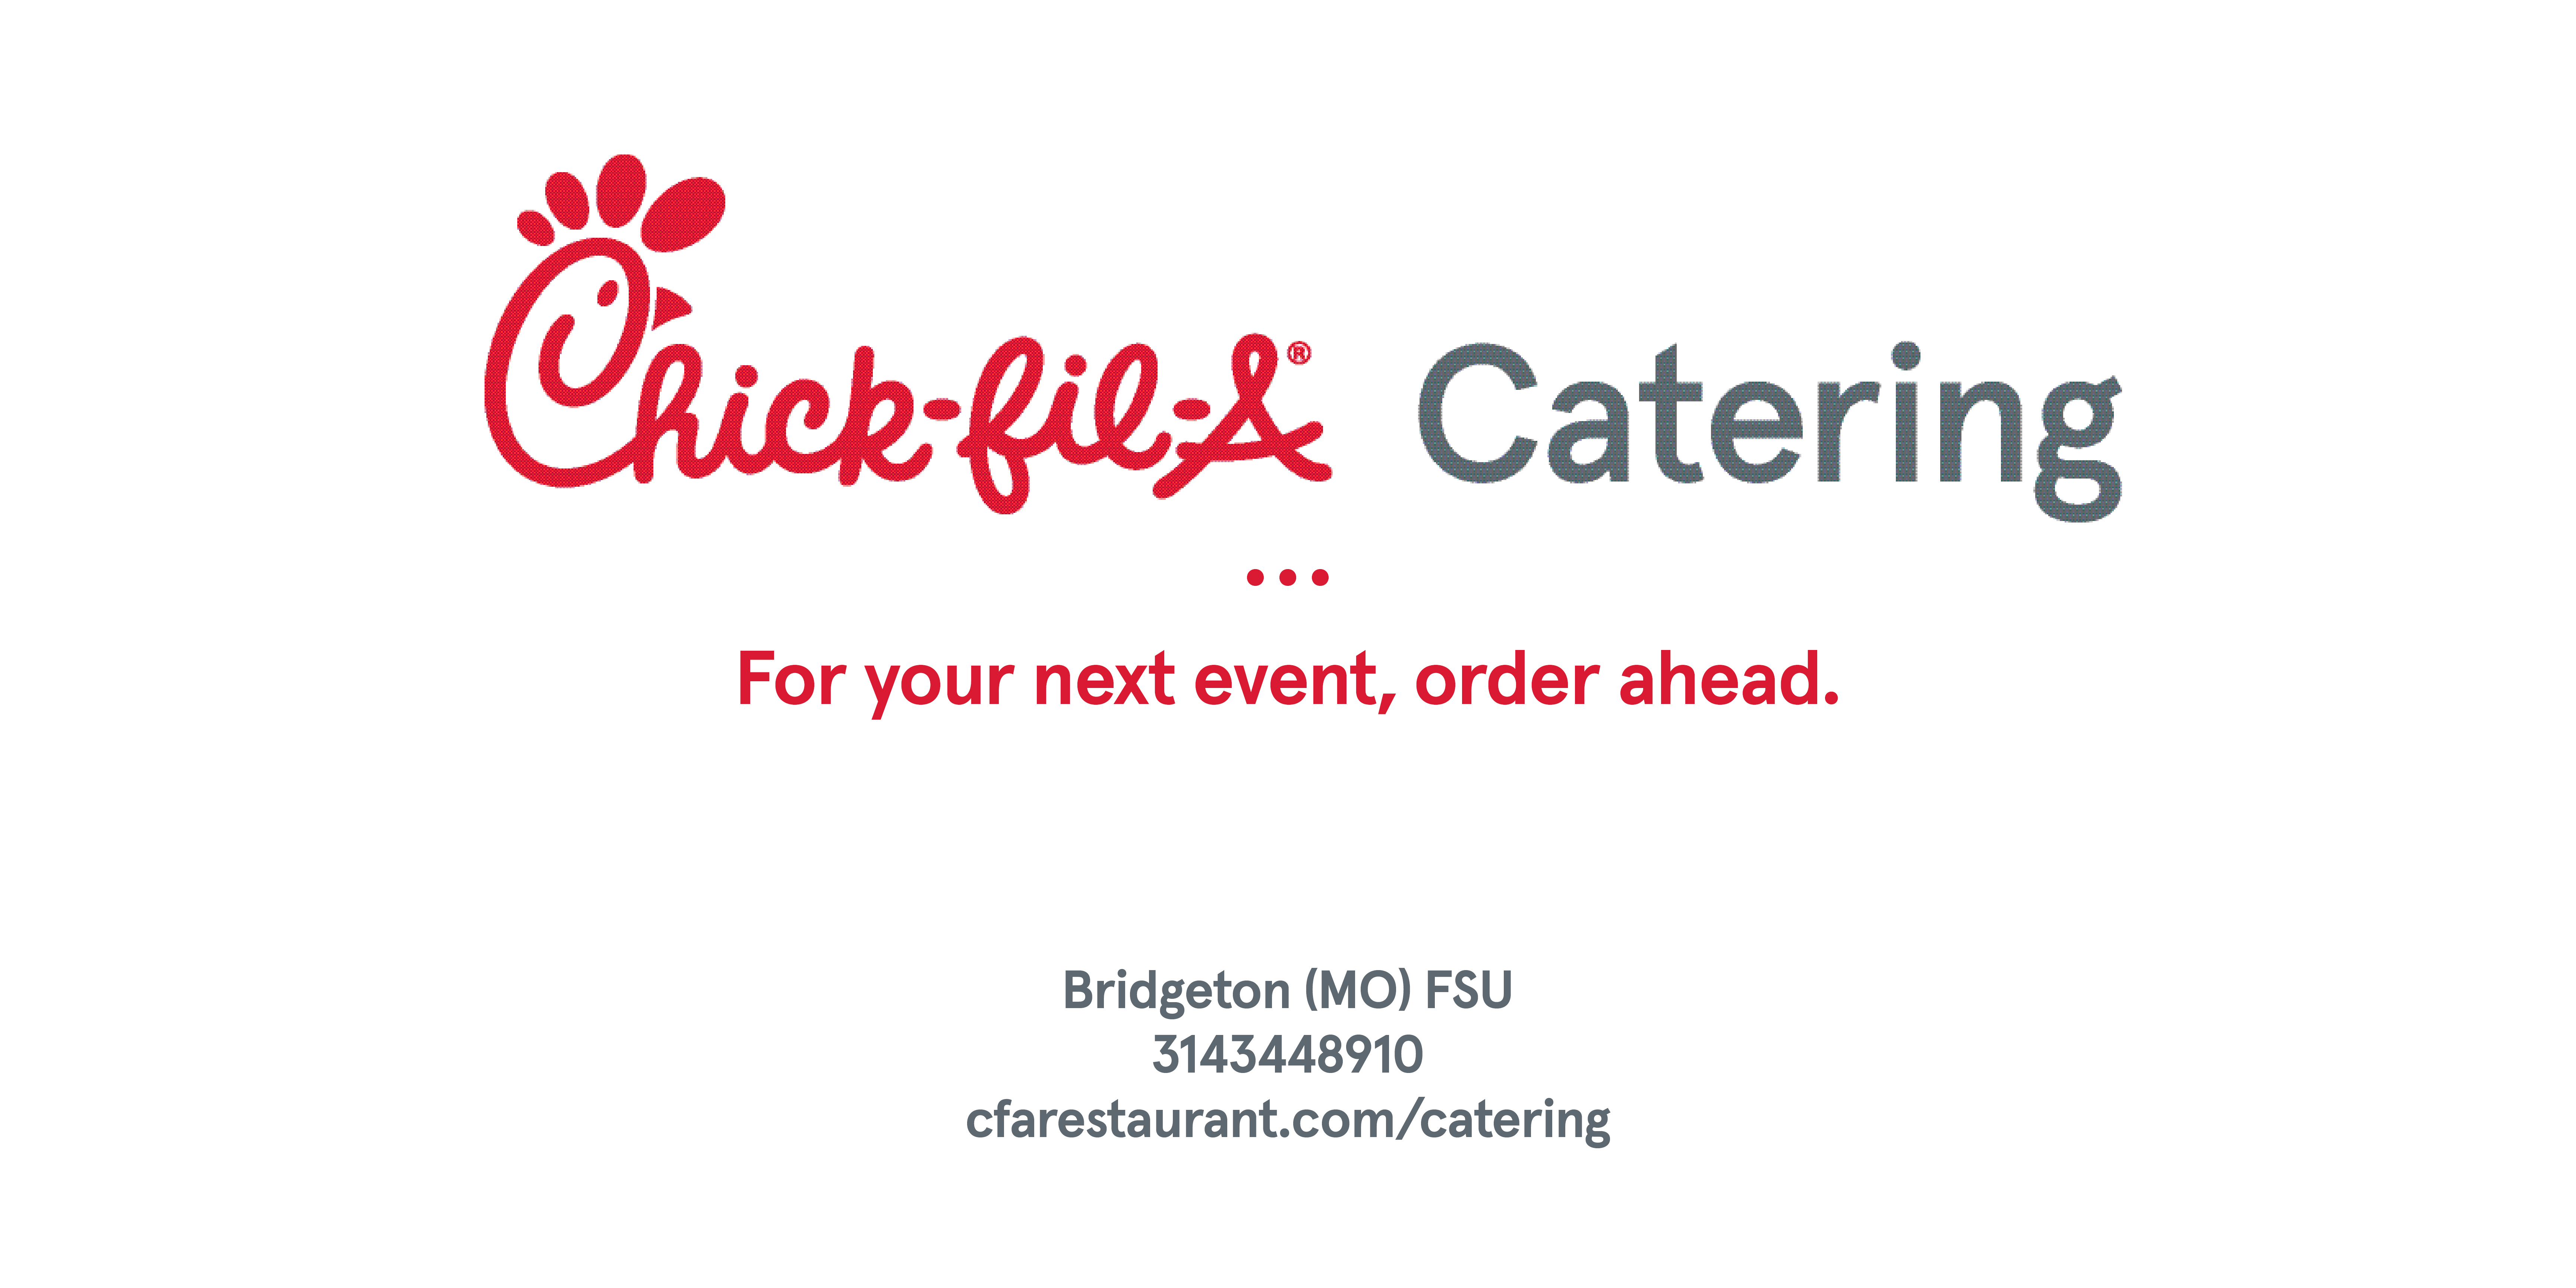 Chick-fil-A® Catering
For your next event, order ahead.
Bridgeton (MO) FSU
3143448910
cfarestaurant.com/catering